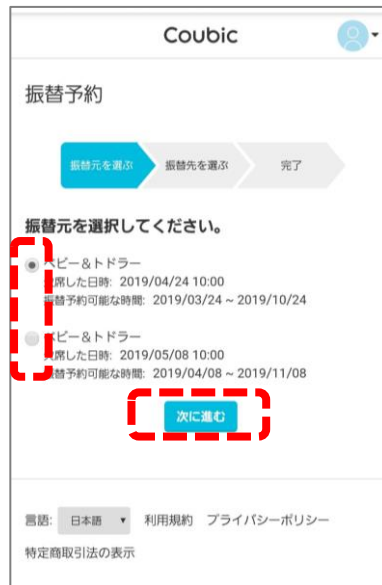 Coubic
振替予約
振替元を選ぶ
振替先を選ぶ
完了
振替元を選択してください。
ベビー&トドラー
席した日時: 2019/04/24 10:00
振替予約可能な時間: 2019/03/24 ~ 2019/10/24
ベビー&トドラー
席した日時: 2019/05/08 10:00
替予約可能な時間: 2019/04/08 ~ 2019/11/08
次に進む
言語: 日本語 ▼ 利用規約 プライバシーポリシー
特定商取引法の表示